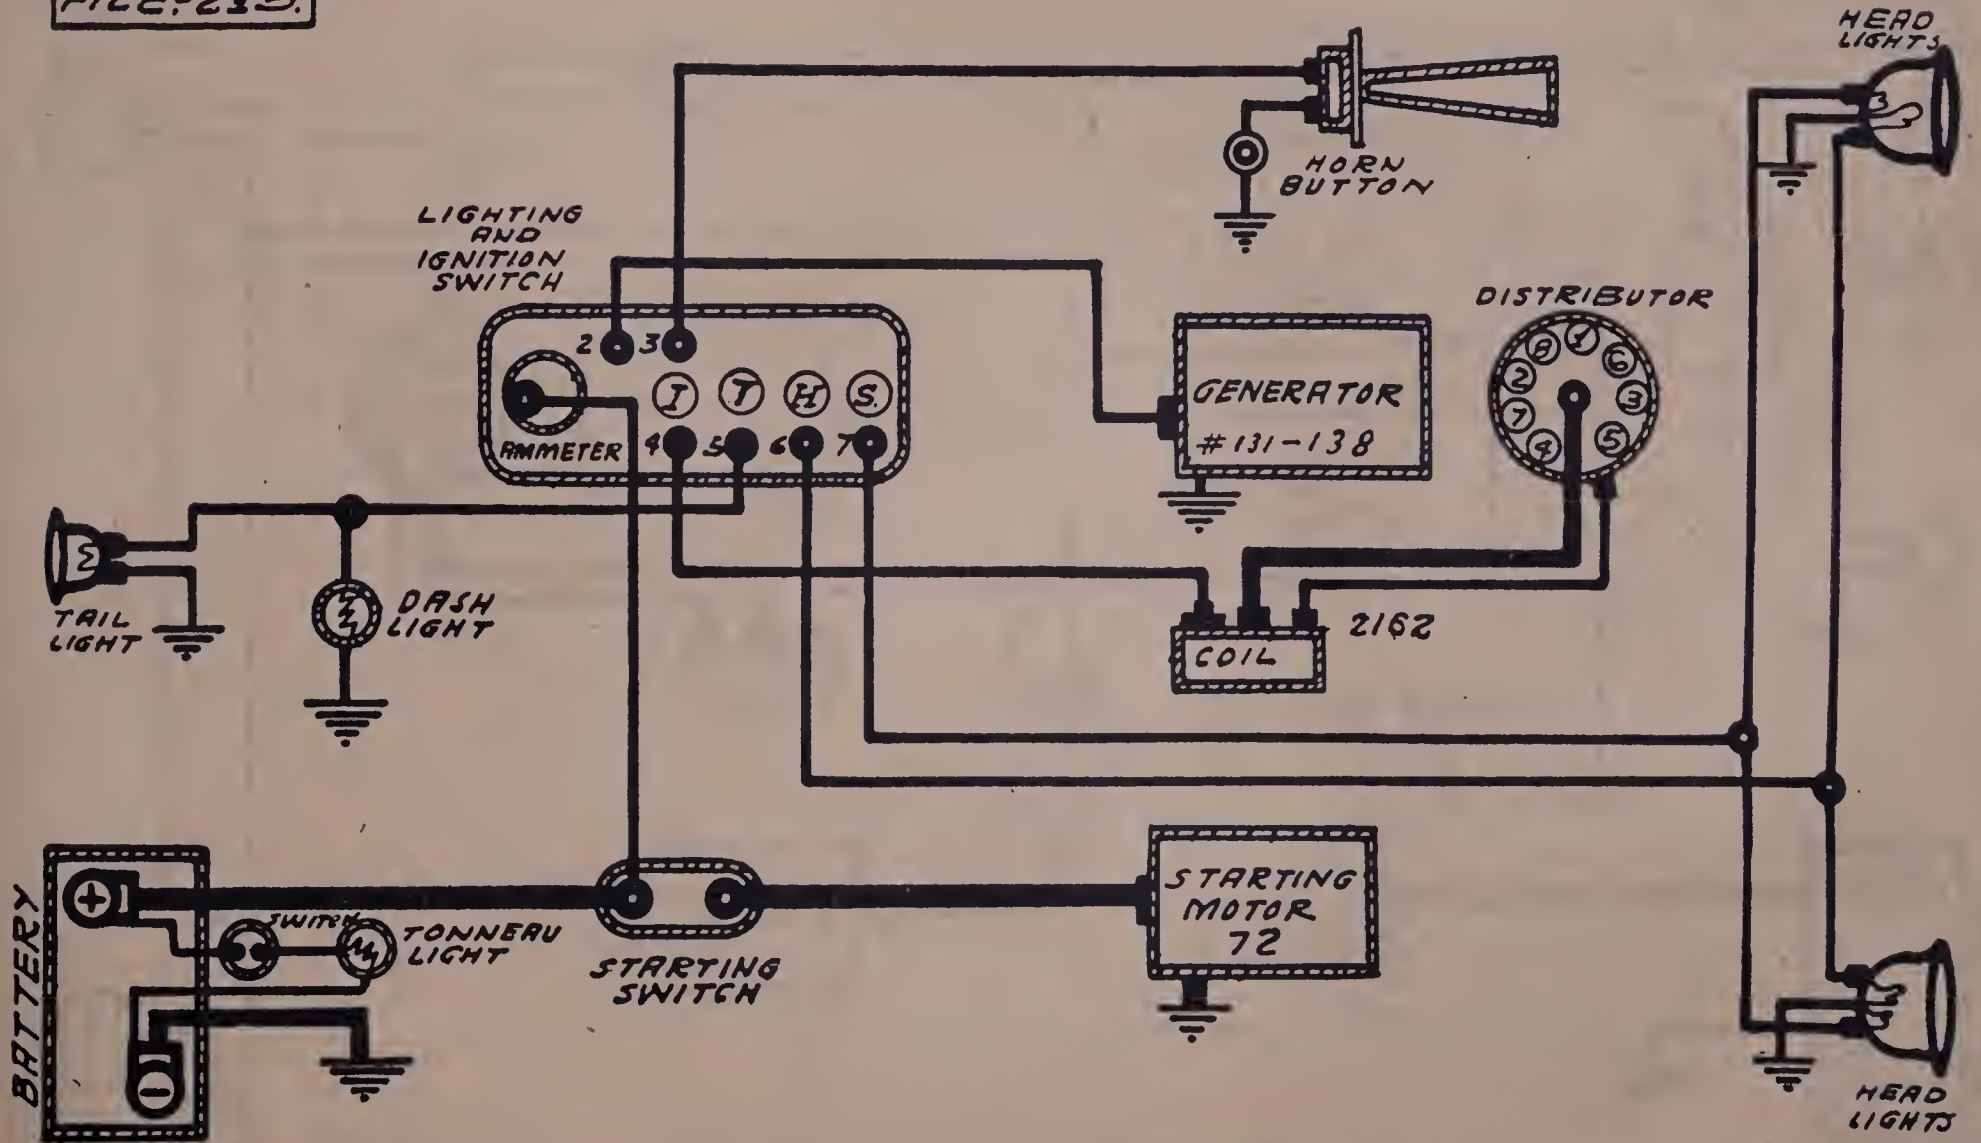 HEAD
LIGHTS
HORN
BUTTON
LIGHTING
AND
IGNITION
SWITCH
DISTRIBUTOR
2 3
I T H S.
AMMETER 4 5 6 7
GENERATOR
#131-138
1
6
3
5
4
7
2
8
TAIL
LIGHT
DASH
LIGHT
2162
COIL
BATTERY
+
SWITCH
TONNEAU
LIGHT
-
STARTING
SWITCH
STARTING
MOTOR
72
HEAD
LIGHTS